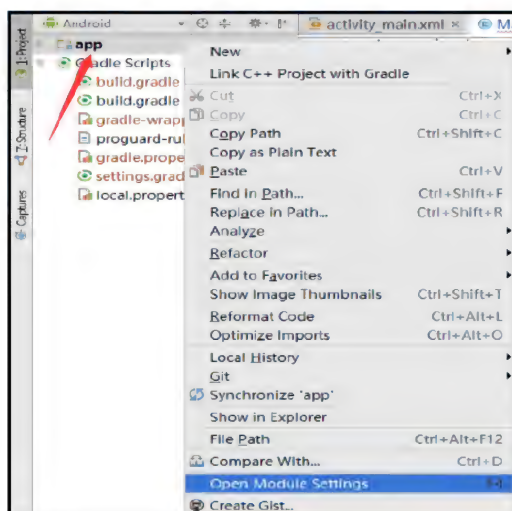 Android
activity_main.xml ×
1: Project
7: Structure
Captures
app
Gradle Scripts
build.gradle
build.gradle
gradle-wrapp
proguard-rul
gradle.prope
settings.grad
local.propert
New
Link C++ Project with Gradle
Cut Ctrl+X
Copy Ctrl+C
Copy Path Ctrl+Shift+C
Copy as Plain Text
Paste Ctrl+V
Find in Path... Ctrl+Shift+F
Replace in Path... Ctrl+Shift+R
Analyze
Refactor
Add to Favorites
Show Image Thumbnails Ctrl+Shift+T
Reformat Code Ctrl+Alt+L
Optimize Imports Ctrl+Alt+O
Local History
Git
Synchronize 'app'
Show in Explorer
File Path Ctrl+Alt+F12
Compare With... Ctrl+D
Open Module Settings
Create Gist...